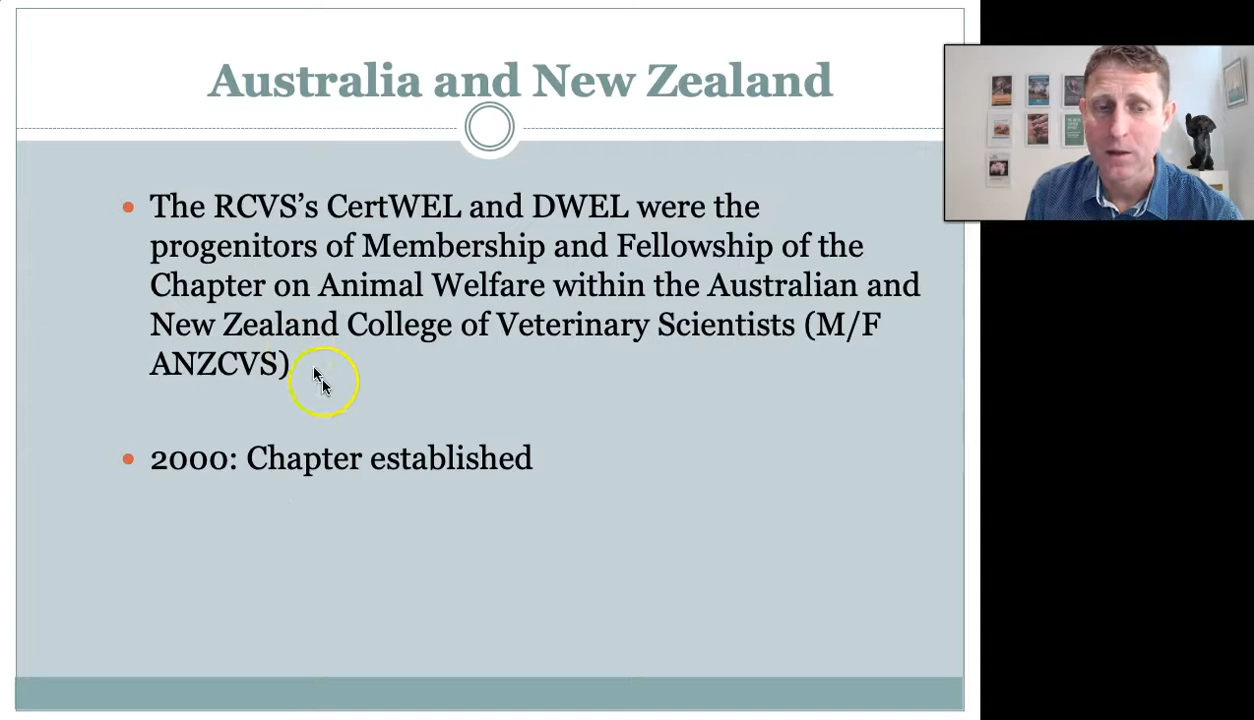 Australia and New Zealand
• The RCVS’s CertWEL and DWEL were the
progenitors of Membership and Fellowship of the
Chapter on Animal Welfare within the Australian and
New Zealand College of Veterinary Scientists (M/F
ANZCVS)
• 2000: Chapter established